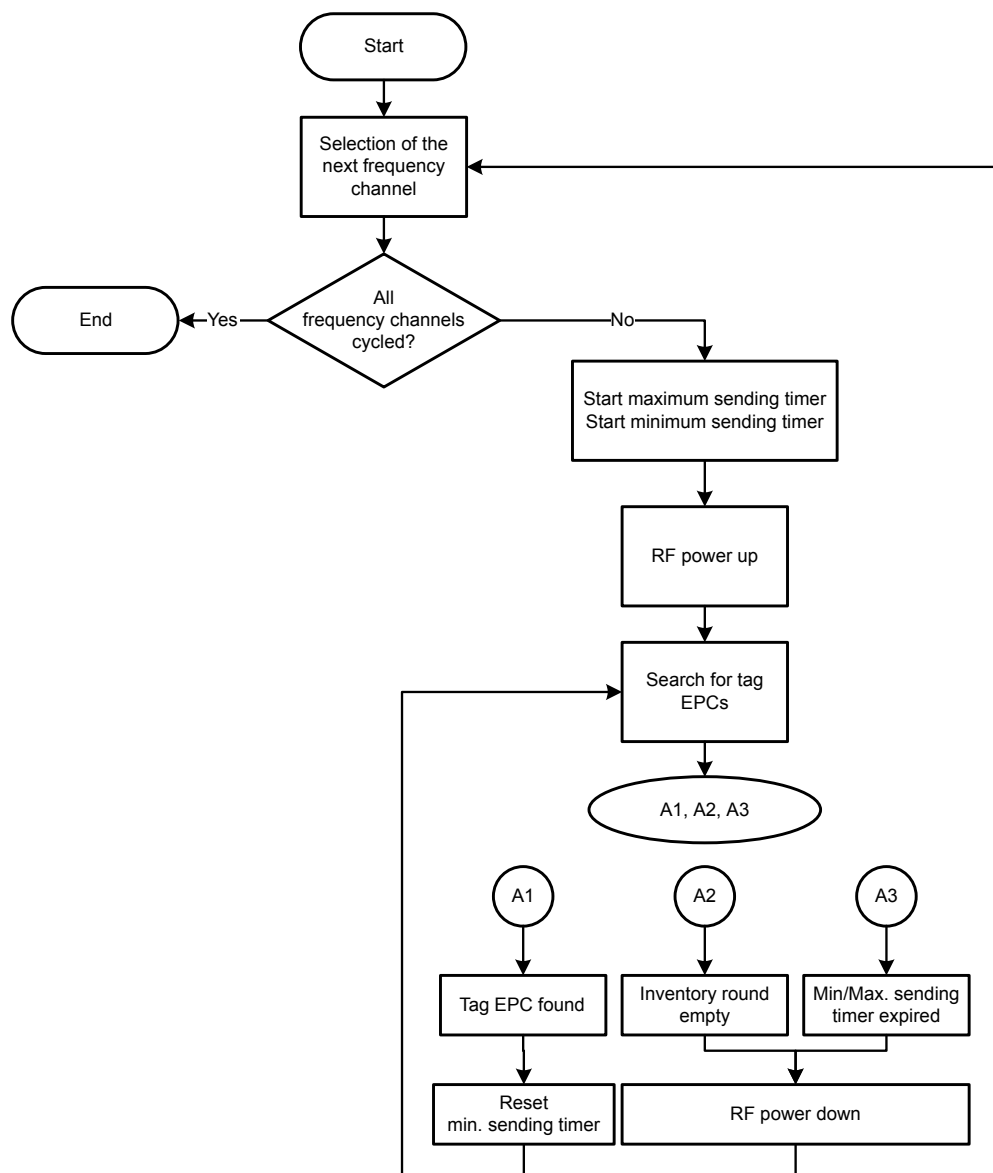 Start
Selection of the
next frequency
channel
All
frequency channels
cycled?
Yes
End
No
Start maximum sending timer
Start minimum sending timer
RF power up
Search for tag
EPCs
A1, A2, A3
A1
A2
A3
Tag EPC found
Inventory round
empty
Min/Max. sending
timer expired
Reset
min. sending timer
RF power down